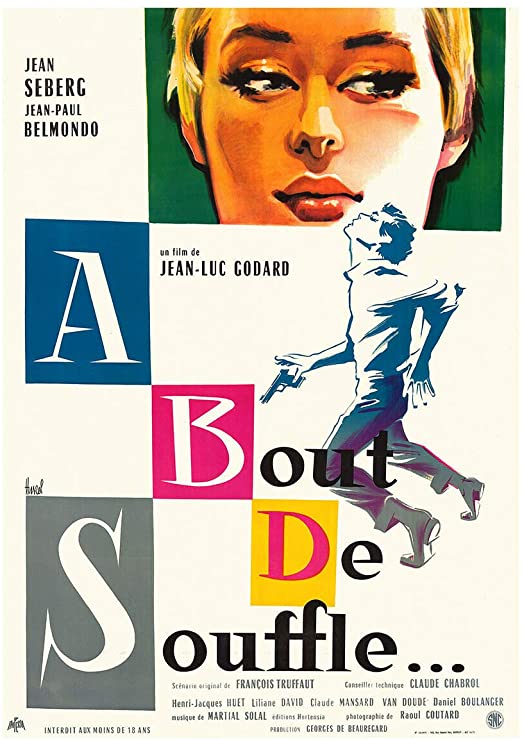 JEAN
SEBERG
JEAN-PAUL
BELMONDO
un film de
JEAN-LUC GODARD
A
Bout
De
Souffle...
Hurel
Scénario original de FRANÇOIS TRUFFAUT Conseiller technique CLAUDE CHABROL
Henri-Jacques HUET Liliane DAVID Claude MANSARD VAN DOUDE Daniel BOULANGER
musique de MARTIAL SOLAL éditions Hortensia photographie de Raoul COUTARD
INTERDIT AUX MOINS DE 18 ANS
PRODUCTION GEORGES DE BEAUREGARD
SNC